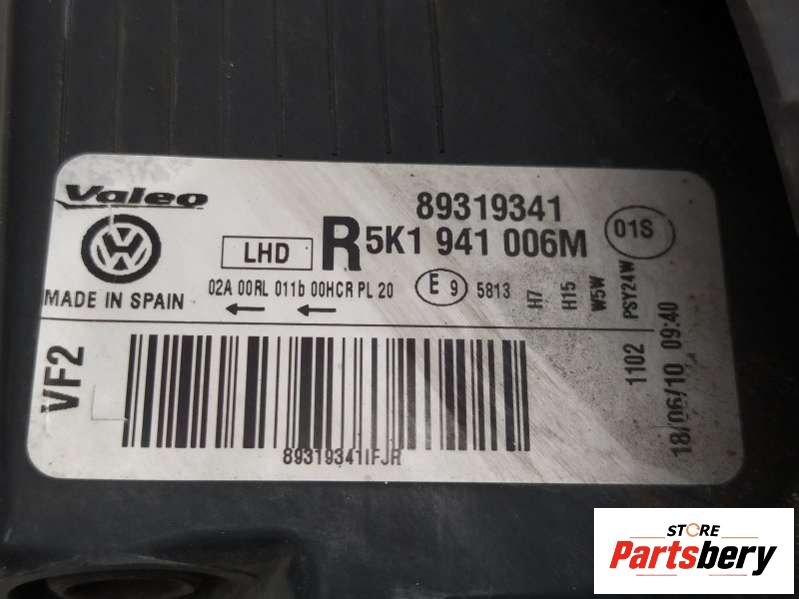 Valeo
89319341
LHD R 5K1 941 006M 01S
02A 00RL 011b 00HCR PL 20 E 9 5813
H7
H15
W5W
PSY24W
MADE IN SPAIN
VF2
1102
18/06/10 09:40
89319341IFJR
STORE
Partsbery